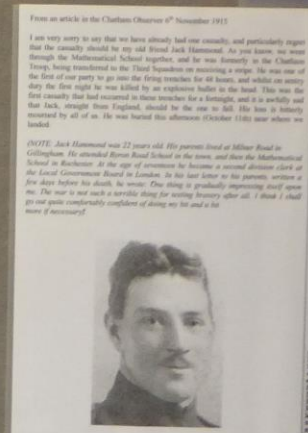 From an article in the Chatham Observer 6th November 1915
I am very sorry to say that we have already had one casualty, and particularly regret
that the casualty should be my old friend Jack Hammond. As you know, we went
through the Mathematical School together, and he was formerly in the Chatham
Troop, being transferred to the Third Squadron on receiving a stripe. He was one of
the first of our party to go into the firing trenches for 48 hours, and whilst on sentry
duty the first night he was killed by an explosive bullet in the head. This was the
first casualty that had occurred in these trenches for a fortnight, and it is awfully sad
that Jack, straight from England, should be the one to fall. His loss is bitterly
mourned by all of us. He was buried this afternoon (October 11th) near where we
landed.
(NOTE: Jack Hammond was 22 years old. His parents lived at Milner Road in
Gillingham. He attended Byron Road School in the town, and then the Mathematical
School in Rochester. At the age of seventeen he became a second division clerk at
the Local Government Board in London. In his last letter to his parents, written a
few days before his death, he wrote: One thing is gradually impressing itself upon
me. The war is not such a terrible thing for testing bravery after all. I think I shall
go out quite comfortably confident of doing my bit and a bit
more if necessary)